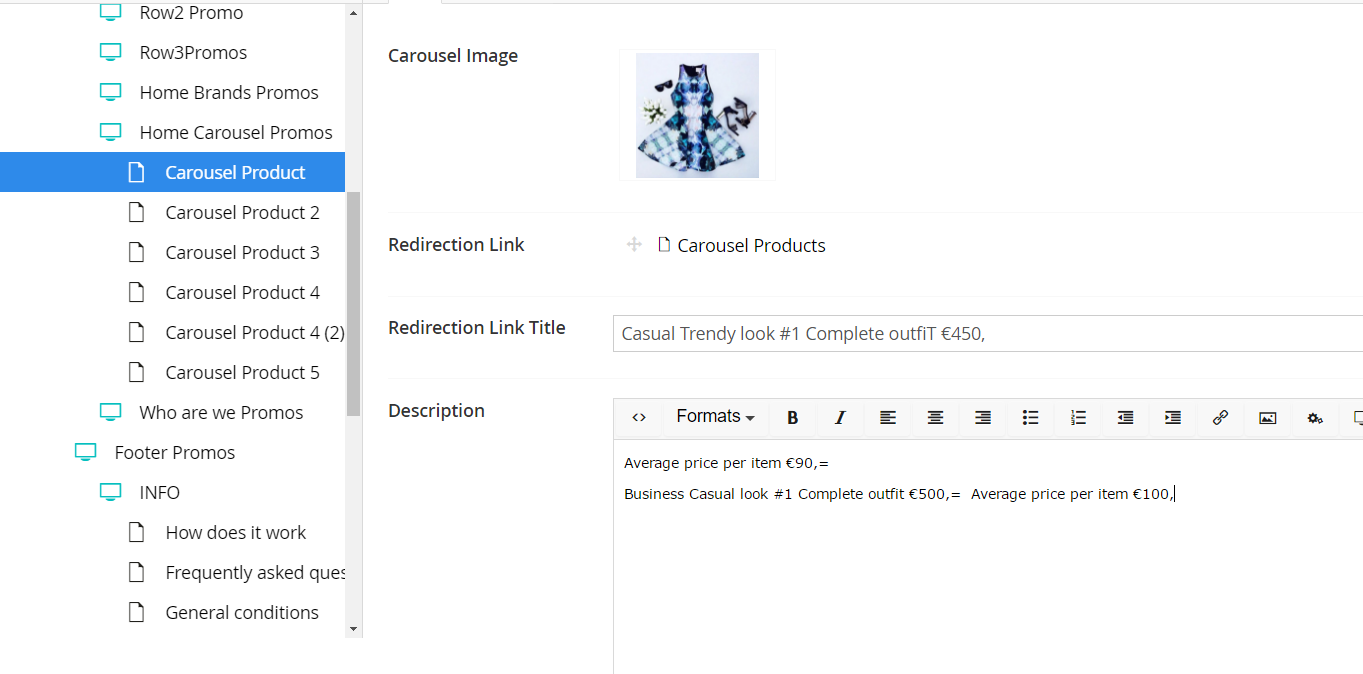 Row2 Promo
Row3Promos
Home Brands Promos
Home Carousel Promos
Carousel Product
Carousel Product 2
Carousel Product 3
Carousel Product 4
Carousel Product 4 (2)
Carousel Product 5
Who are we Promos
Footer Promos
INFO
How does it work
Frequently asked ques
General conditions
Carousel Image
Redirection Link
Carousel Products
Redirection Link Title
Casual Trendy look #1 Complete outfiT €450,
Description
Formats B I
Average price per item €90,=
Business Casual look #1 Complete outfit €500,= Average price per item €100,